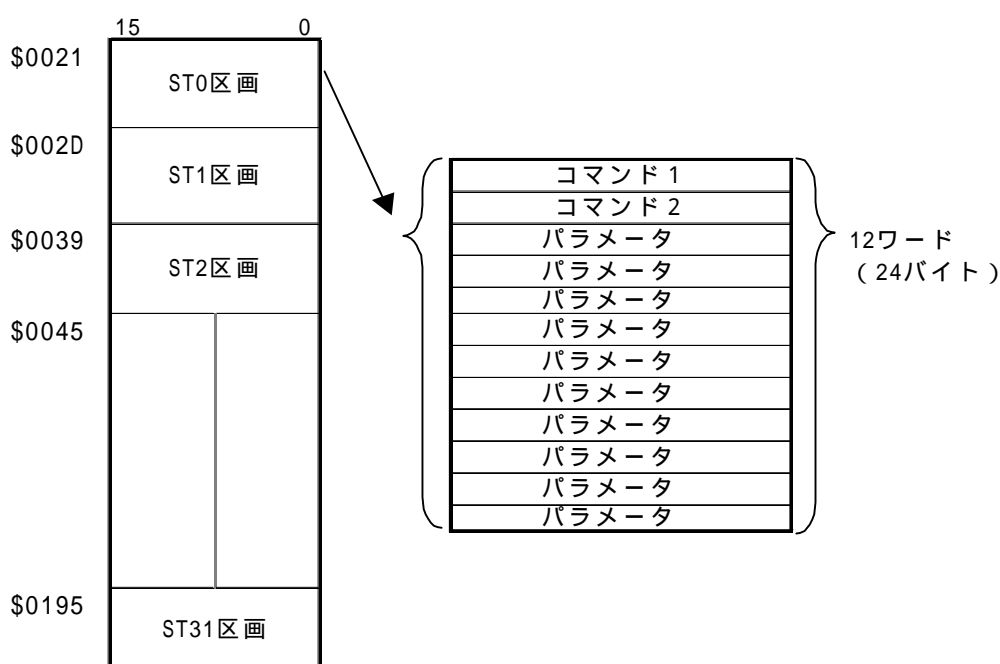 15 0
$0021
ST0区画
$002D
ST1区画
$0039
ST2区画
$0045
$0195
ST31区画
コマンド1
コマンド2
パラメータ
パラメータ
パラメータ
パラメータ
パラメータ
パラメータ
パラメータ
パラメータ
パラメータ
パラメータ
12ワード
(24バイト)